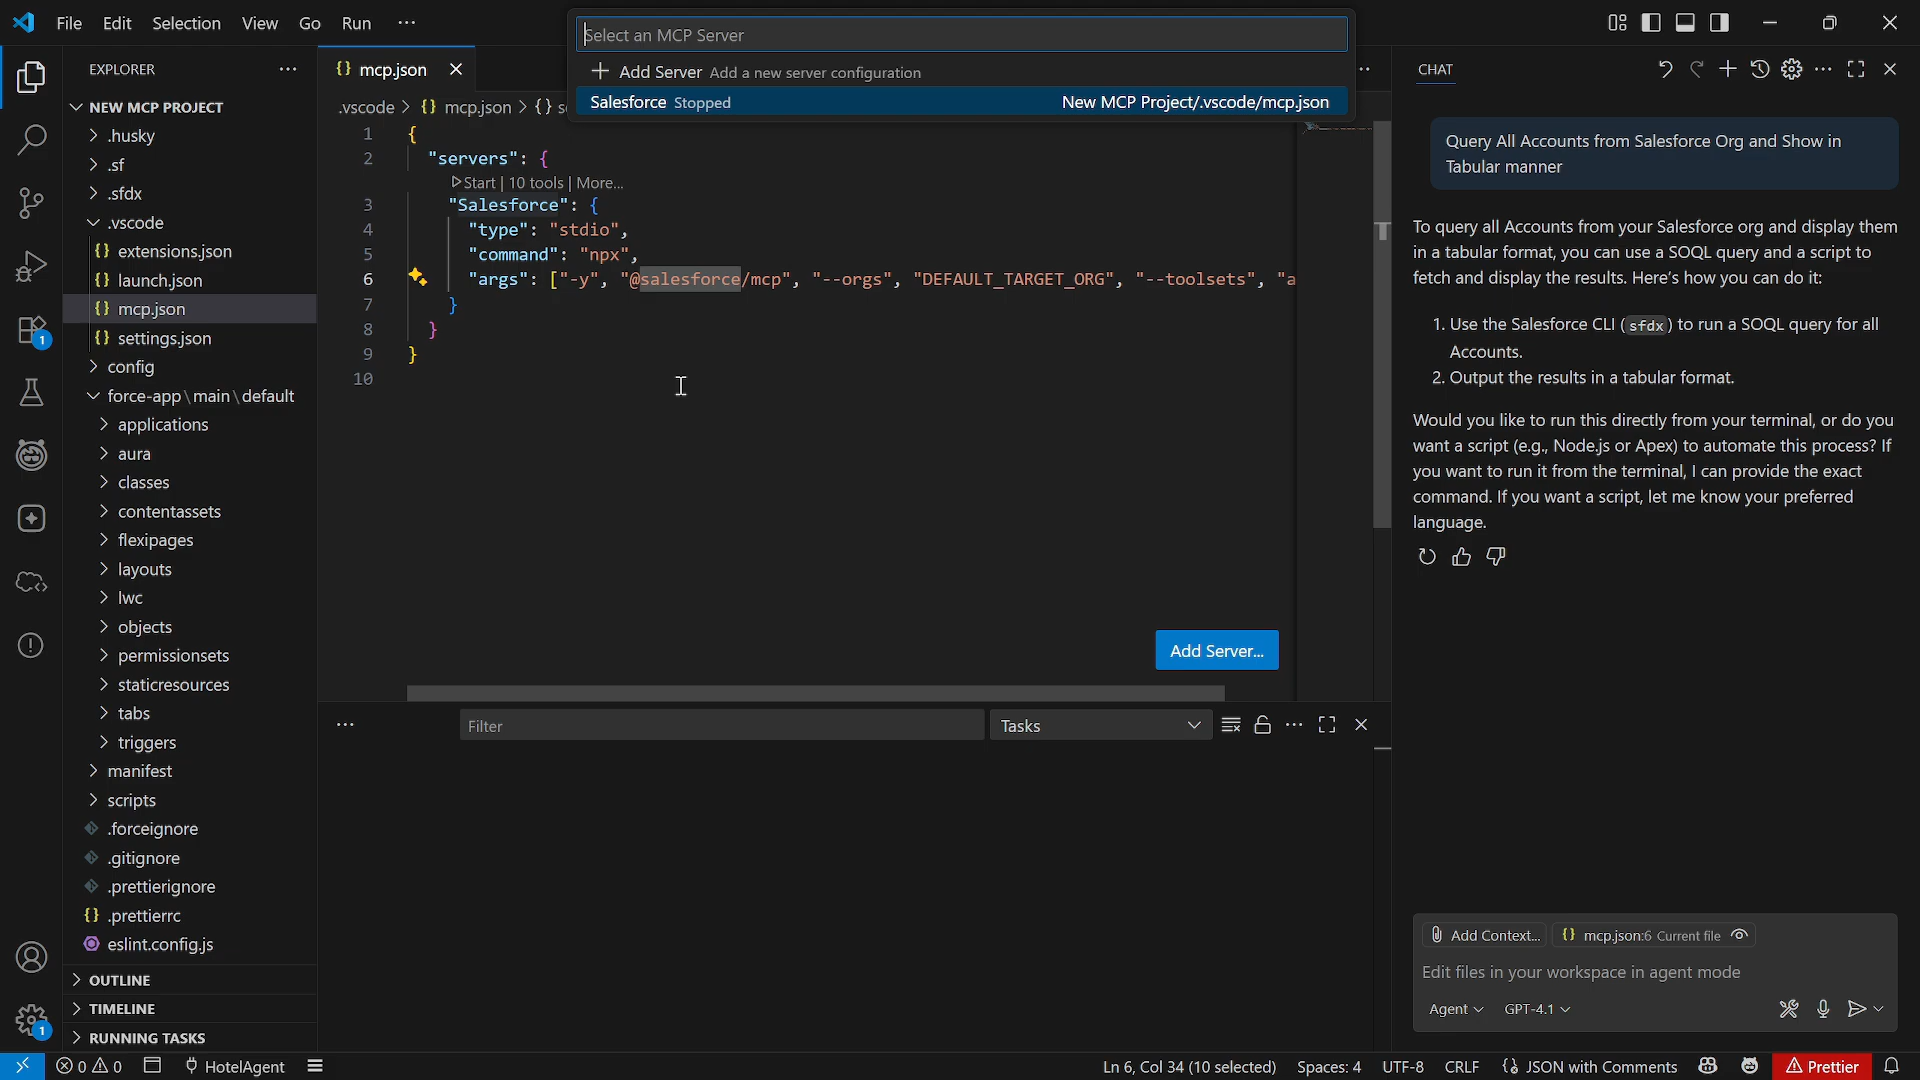 File Edit Selection View Go Run ···
Select an MCP Server
Add Server Add a new server configuration
Salesforce Stopped New MCP Project/.vscode/mcp.json
EXPLORER ···
NEW MCP PROJECT
.husky
.sf
.sfdx
.vscode
{} extensions.json
{} launch.json
{} mcp.json
{} settings.json
config
force-app\main\default
applications
aura
classes
contentassets
flexipages
layouts
lwc
objects
permissionsets
staticresources
tabs
triggers
manifest
scripts
.forceignore
.gitignore
.prettierignore
{} .prettierrc
eslint.config.js
OUTLINE
TIMELINE
RUNNING TASKS
1
1
{} mcp.json
.vscode > {} mcp.json > {}
1 {
2 "servers": {
Start | 10 tools | More...
3 "Salesforce": {
4 "type": "stdio",
5 "command": "npx",
6 "args": ["-y", "@salesforce/mcp", "--orgs", "DEFAULT_TARGET_ORG", "--toolsets", "a
7 }
8 }
9 }
10
Add Server...
Filter
Tasks
CHAT
Query All Accounts from Salesforce Org and Show in
Tabular manner
To query all Accounts from your Salesforce org and display them
in a tabular format, you can use a SOQL query and a script to
fetch and display the results. Here's how you can do it:
1. Use the Salesforce CLI (sfdx) to run a SOQL query for all
Accounts.
2. Output the results in a tabular format.
Would you like to run this directly from your terminal, or do you
want a script (e.g., Node.js or Apex) to automate this process? If
you want to run it from the terminal, I can provide the exact
command. If you want a script, let me know your preferred
language.
Add Context... {} mcp.json:6 Current file
Edit files in your workspace in agent mode
Agent GPT-4.1
0 0 HotelAgent
Ln 6, Col 34 (10 selected) Spaces: 4 UTF-8 CRLF {} JSON with Comments Prettier